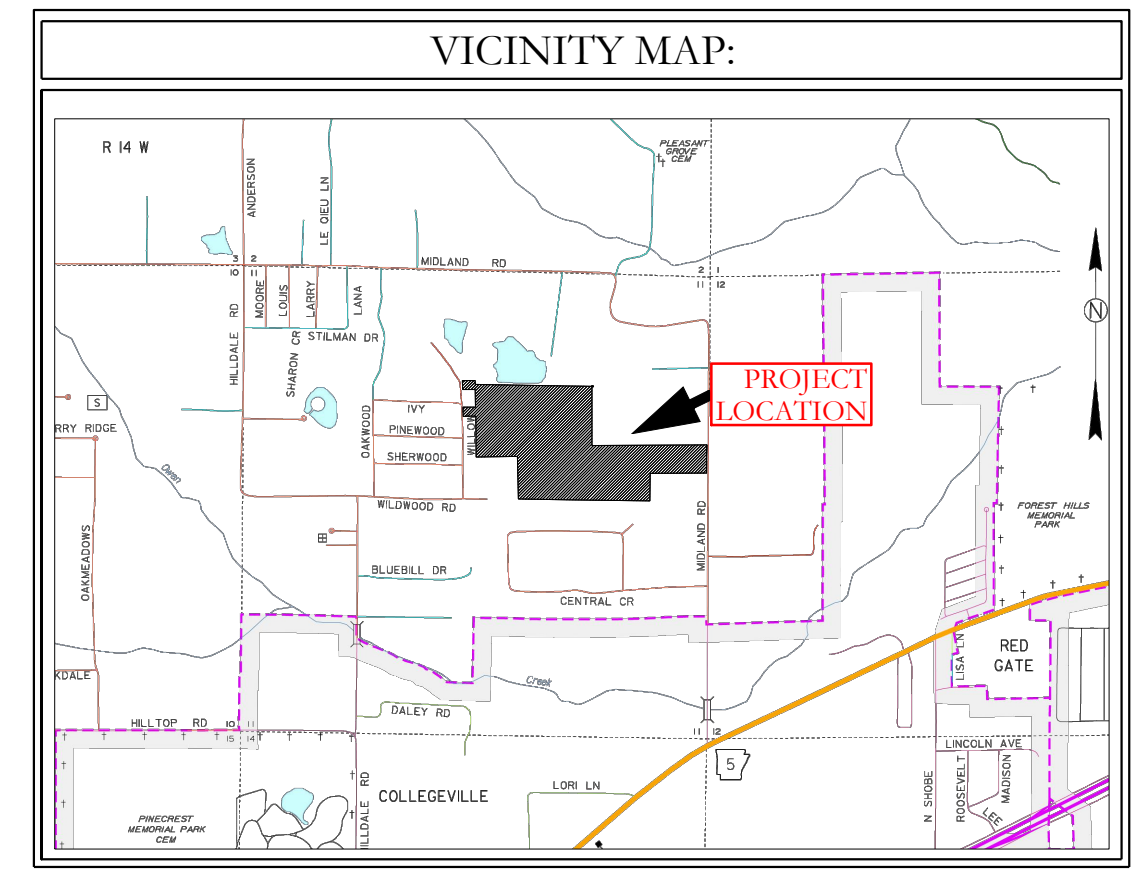 VICINITY MAP:
R 14 W
ANDERSON
LE QIEU LN
PLEASANT
GROVE
CEM
3 2
10 11
MIDLAND RD
2 1
11 12
HILLDALE RD
MOORE
LOUIS
LARRY
LANA
STILMAN DR
SHARON CR
N
PROJECT
LOCATION
S
RRY RIDGE
OAKWOOD
IVY
PINEWOOD
SHERWOOD
WILLOW
WILDWOOD RD
Owen
OAKMEADOWS
MIDLAND RD
FOREST HILLS
MEMORIAL
PARK
BLUEBILL DR
CENTRAL CR
LISA LN
RED
GATE
KDALE
Creek
HILLTOP RD
10 11
15 14
DALEY RD
11 12
5
LINCOLN AVE
HILLDALE RD
COLLEGEVILLE
LORI LN
N SHOBE
ROOSEVELT
MADISON
LEE
PINECREST
MEMORIAL PARK
CEM